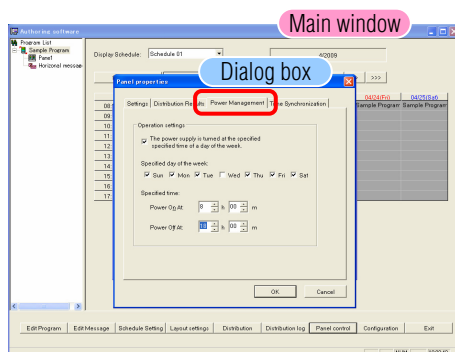 Main window
Authoring software
Program List
Sample Program
Panel
Horizonal messag
Display Schedule: Schedule 01
4/2009
Dialog box
>>>
Panel properties
04/24(Fri) 04/25(Sat)
Settings Distribution Results Power Management Time Synchronization
Sample Program Sample Program
08:
09:
10:
11:
12:
13:
14:
15:
16:
17:
Operation settings
The power supply is turned at the specified
specified time of a day of the week.
Specified day of the week:
Sun Mon Tue Wed Thu Fri Sat
Specified time:
Power On At: 8 h 00 m
Power Off At: 18 h 00 m
OK Cancel
Edit Program Edit Message Schedule Setting Layout settings Distribution Distribution log Panel control Configuration Exit